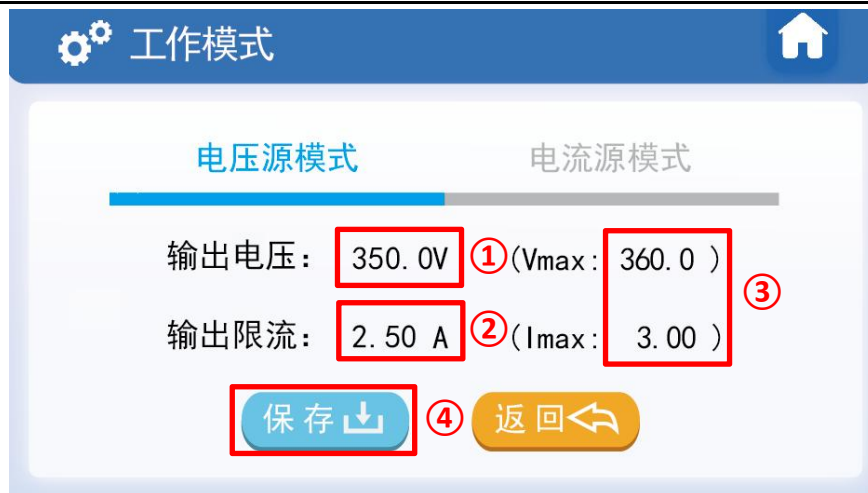 工作模式
电压源模式 电流源模式
输出电压： 350.0V ① (Vmax: 360.0 )
③
输出限流： 2.50 A ② (Imax: 3.00 )
保存 ④ 返回